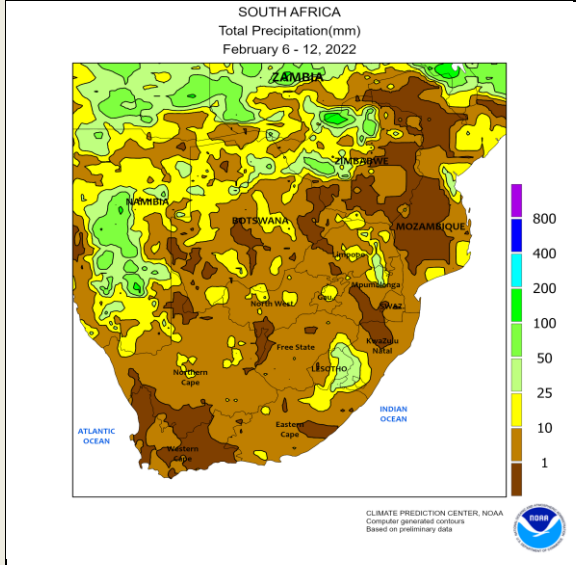 SOUTH AFRICA
Total Precipitation(mm)
February 6 - 12, 2022
ZAMBIA
ZIMBABWE
NAMIBIA
BOTSWANA
MOZAMBIQUE
Limpopo
Mpumalanga
North West
Gau.
SWAZ.
Free State
KwaZulu
Natal
LESOTHO
Northern
Cape
Eastern
Cape
Western
Cape
ATLANTIC
OCEAN
INDIAN
OCEAN
800
400
200
100
50
25
10
1
CLIMATE PREDICTION CENTER, NOAA
Computer generated contours
Based on preliminary data
NOAA